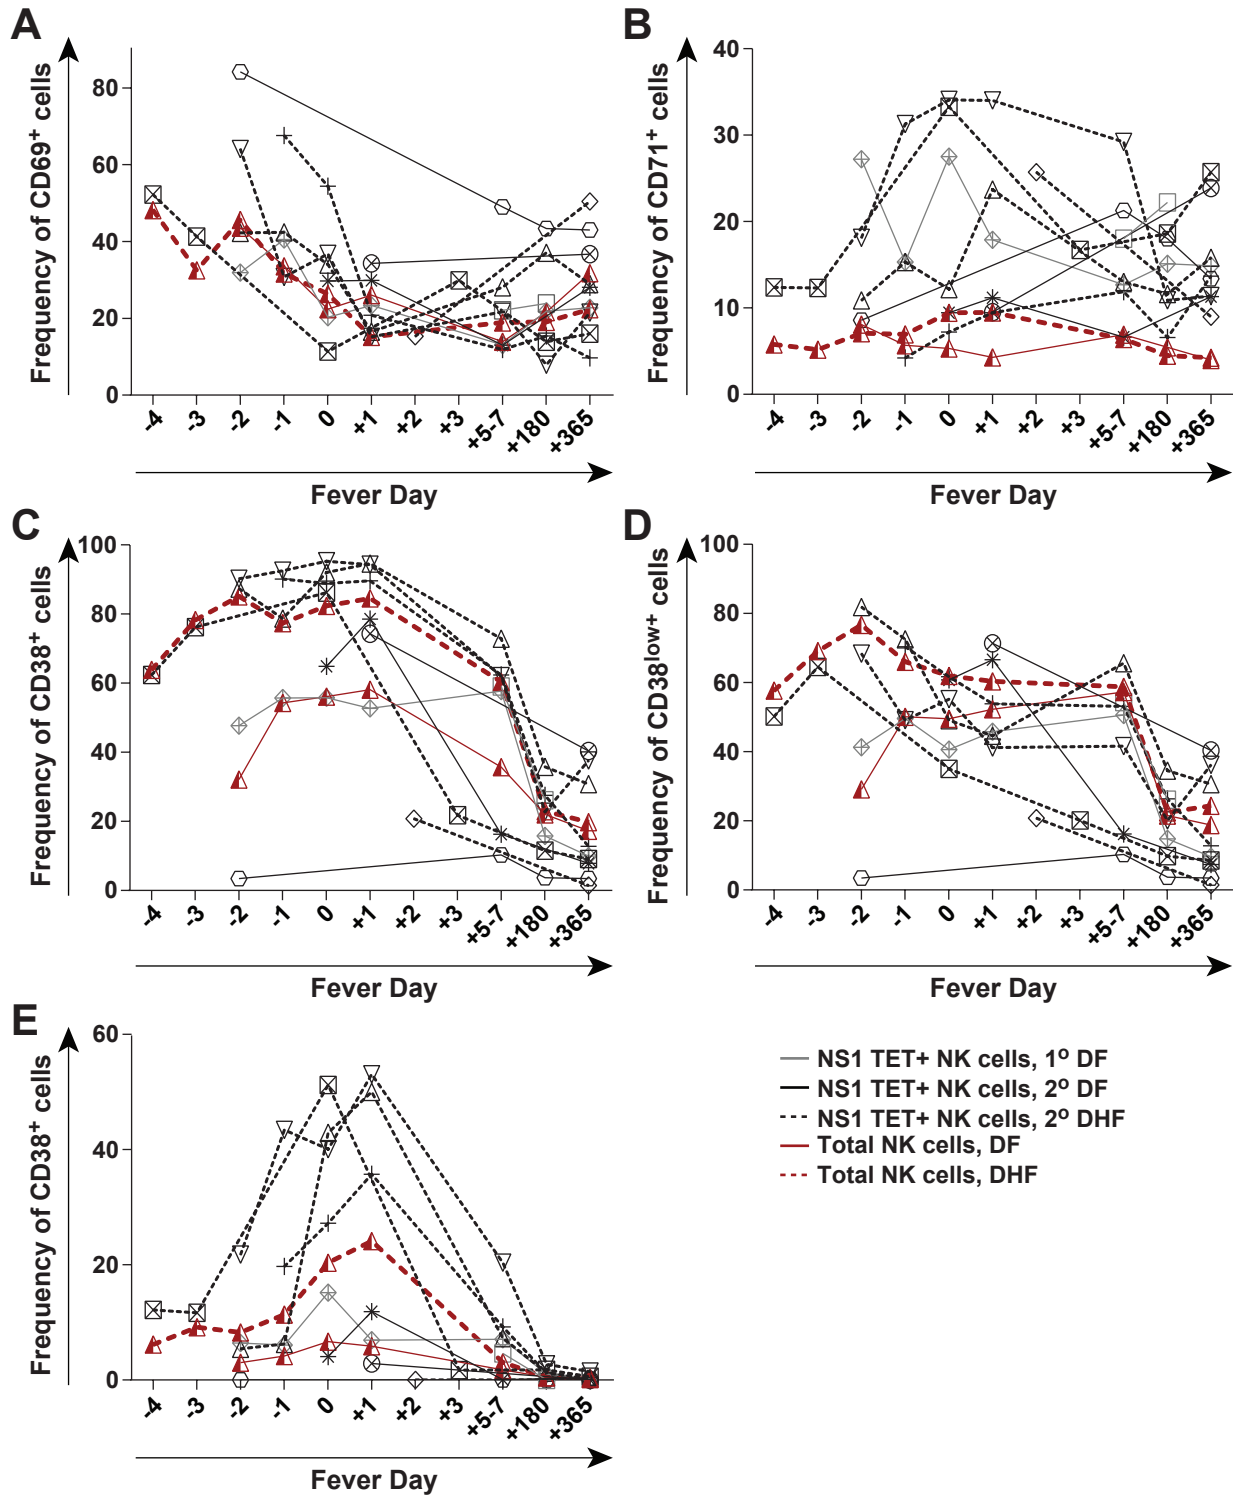 A
Frequency of CD69⁺ cells
80
60
40
20
0
-4 -3 -2 -1 0 +1 +2 +3 +5-7 +180 +365
Fever Day
B
Frequency of CD71⁺ cells
40
30
20
10
0
-4 -3 -2 -1 0 +1 +2 +3 +5-7 +180 +365
Fever Day
C
Frequency of CD38⁺ cells
100
80
60
40
20
0
-4 -3 -2 -1 0 +1 +2 +3 +5-7 +180 +365
Fever Day
D
Frequency of CD38ˡᵒʷ⁺ cells
100
80
60
40
20
0
-4 -3 -2 -1 0 +1 +2 +3 +5-7 +180 +365
Fever Day
E
Frequency of CD38⁺ cells
60
40
20
0
-4 -3 -2 -1 0 +1 +2 +3 +5-7 +180 +365
Fever Day
NS1 TET+ NK cells, 1º DF
NS1 TET+ NK cells, 2º DF
NS1 TET+ NK cells, 2º DHF
Total NK cells, DF
Total NK cells, DHF